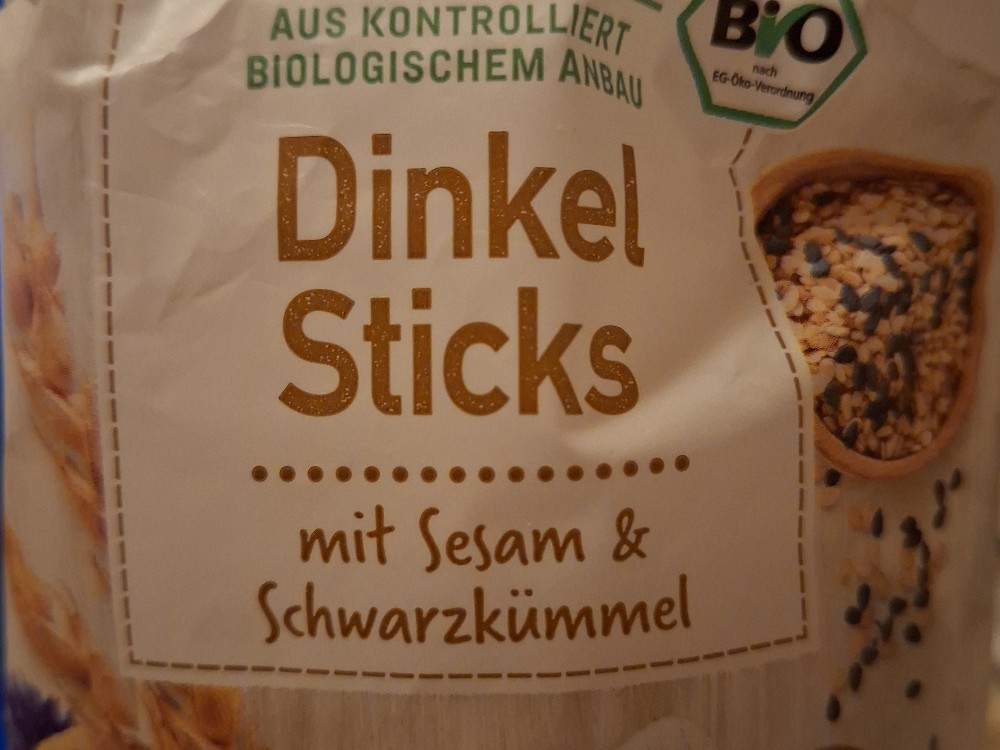 AUS KONTROLLIERT
BIOLOGISCHEM ANBAU
Bio
nach
EG-Öko-Verordnung
Dinkel
Sticks
mit Sesam &
Schwarzkümmel